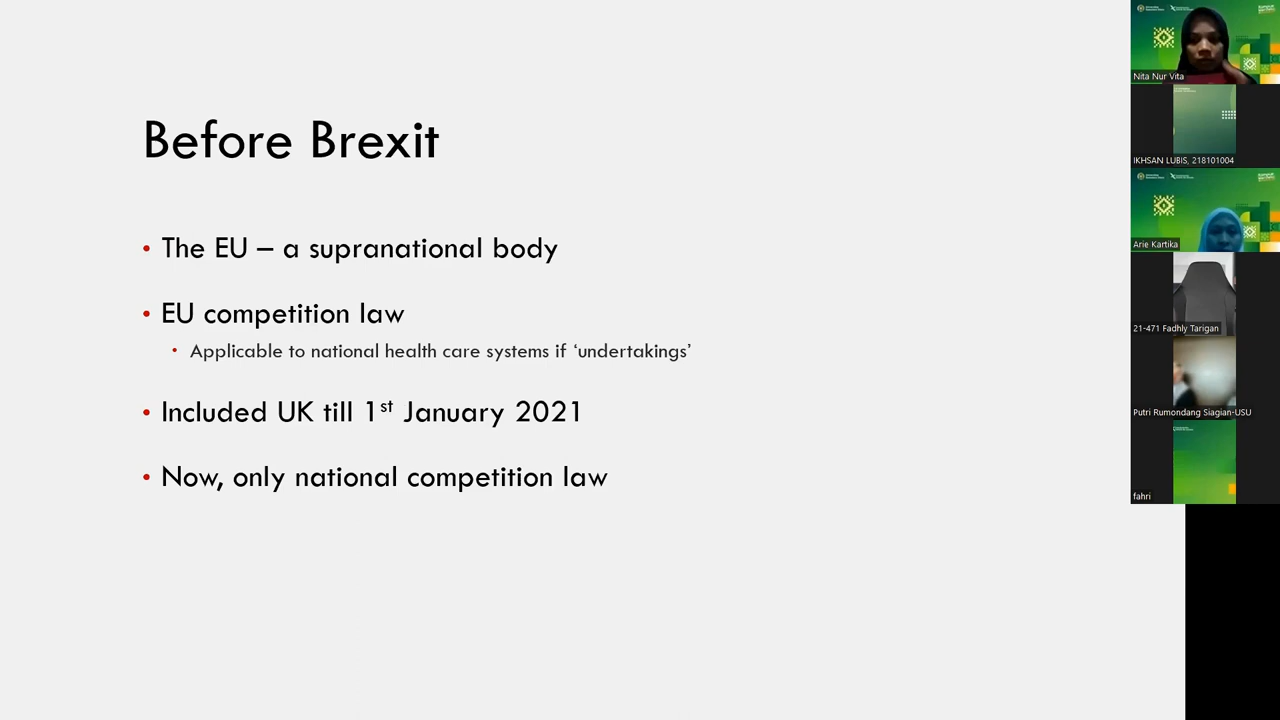 Before Brexit
• The EU – a supranational body
• EU competition law
• Applicable to national health care systems if ‘undertakings’
• Included UK till 1st January 2021
• Now, only national competition law
Nita Nur Vita
IKHSAN LUBIS, 218101004
Arie Kartika
21-471 Fadhly Tarigan
Putri Rumondang Siagian-USU
fahri